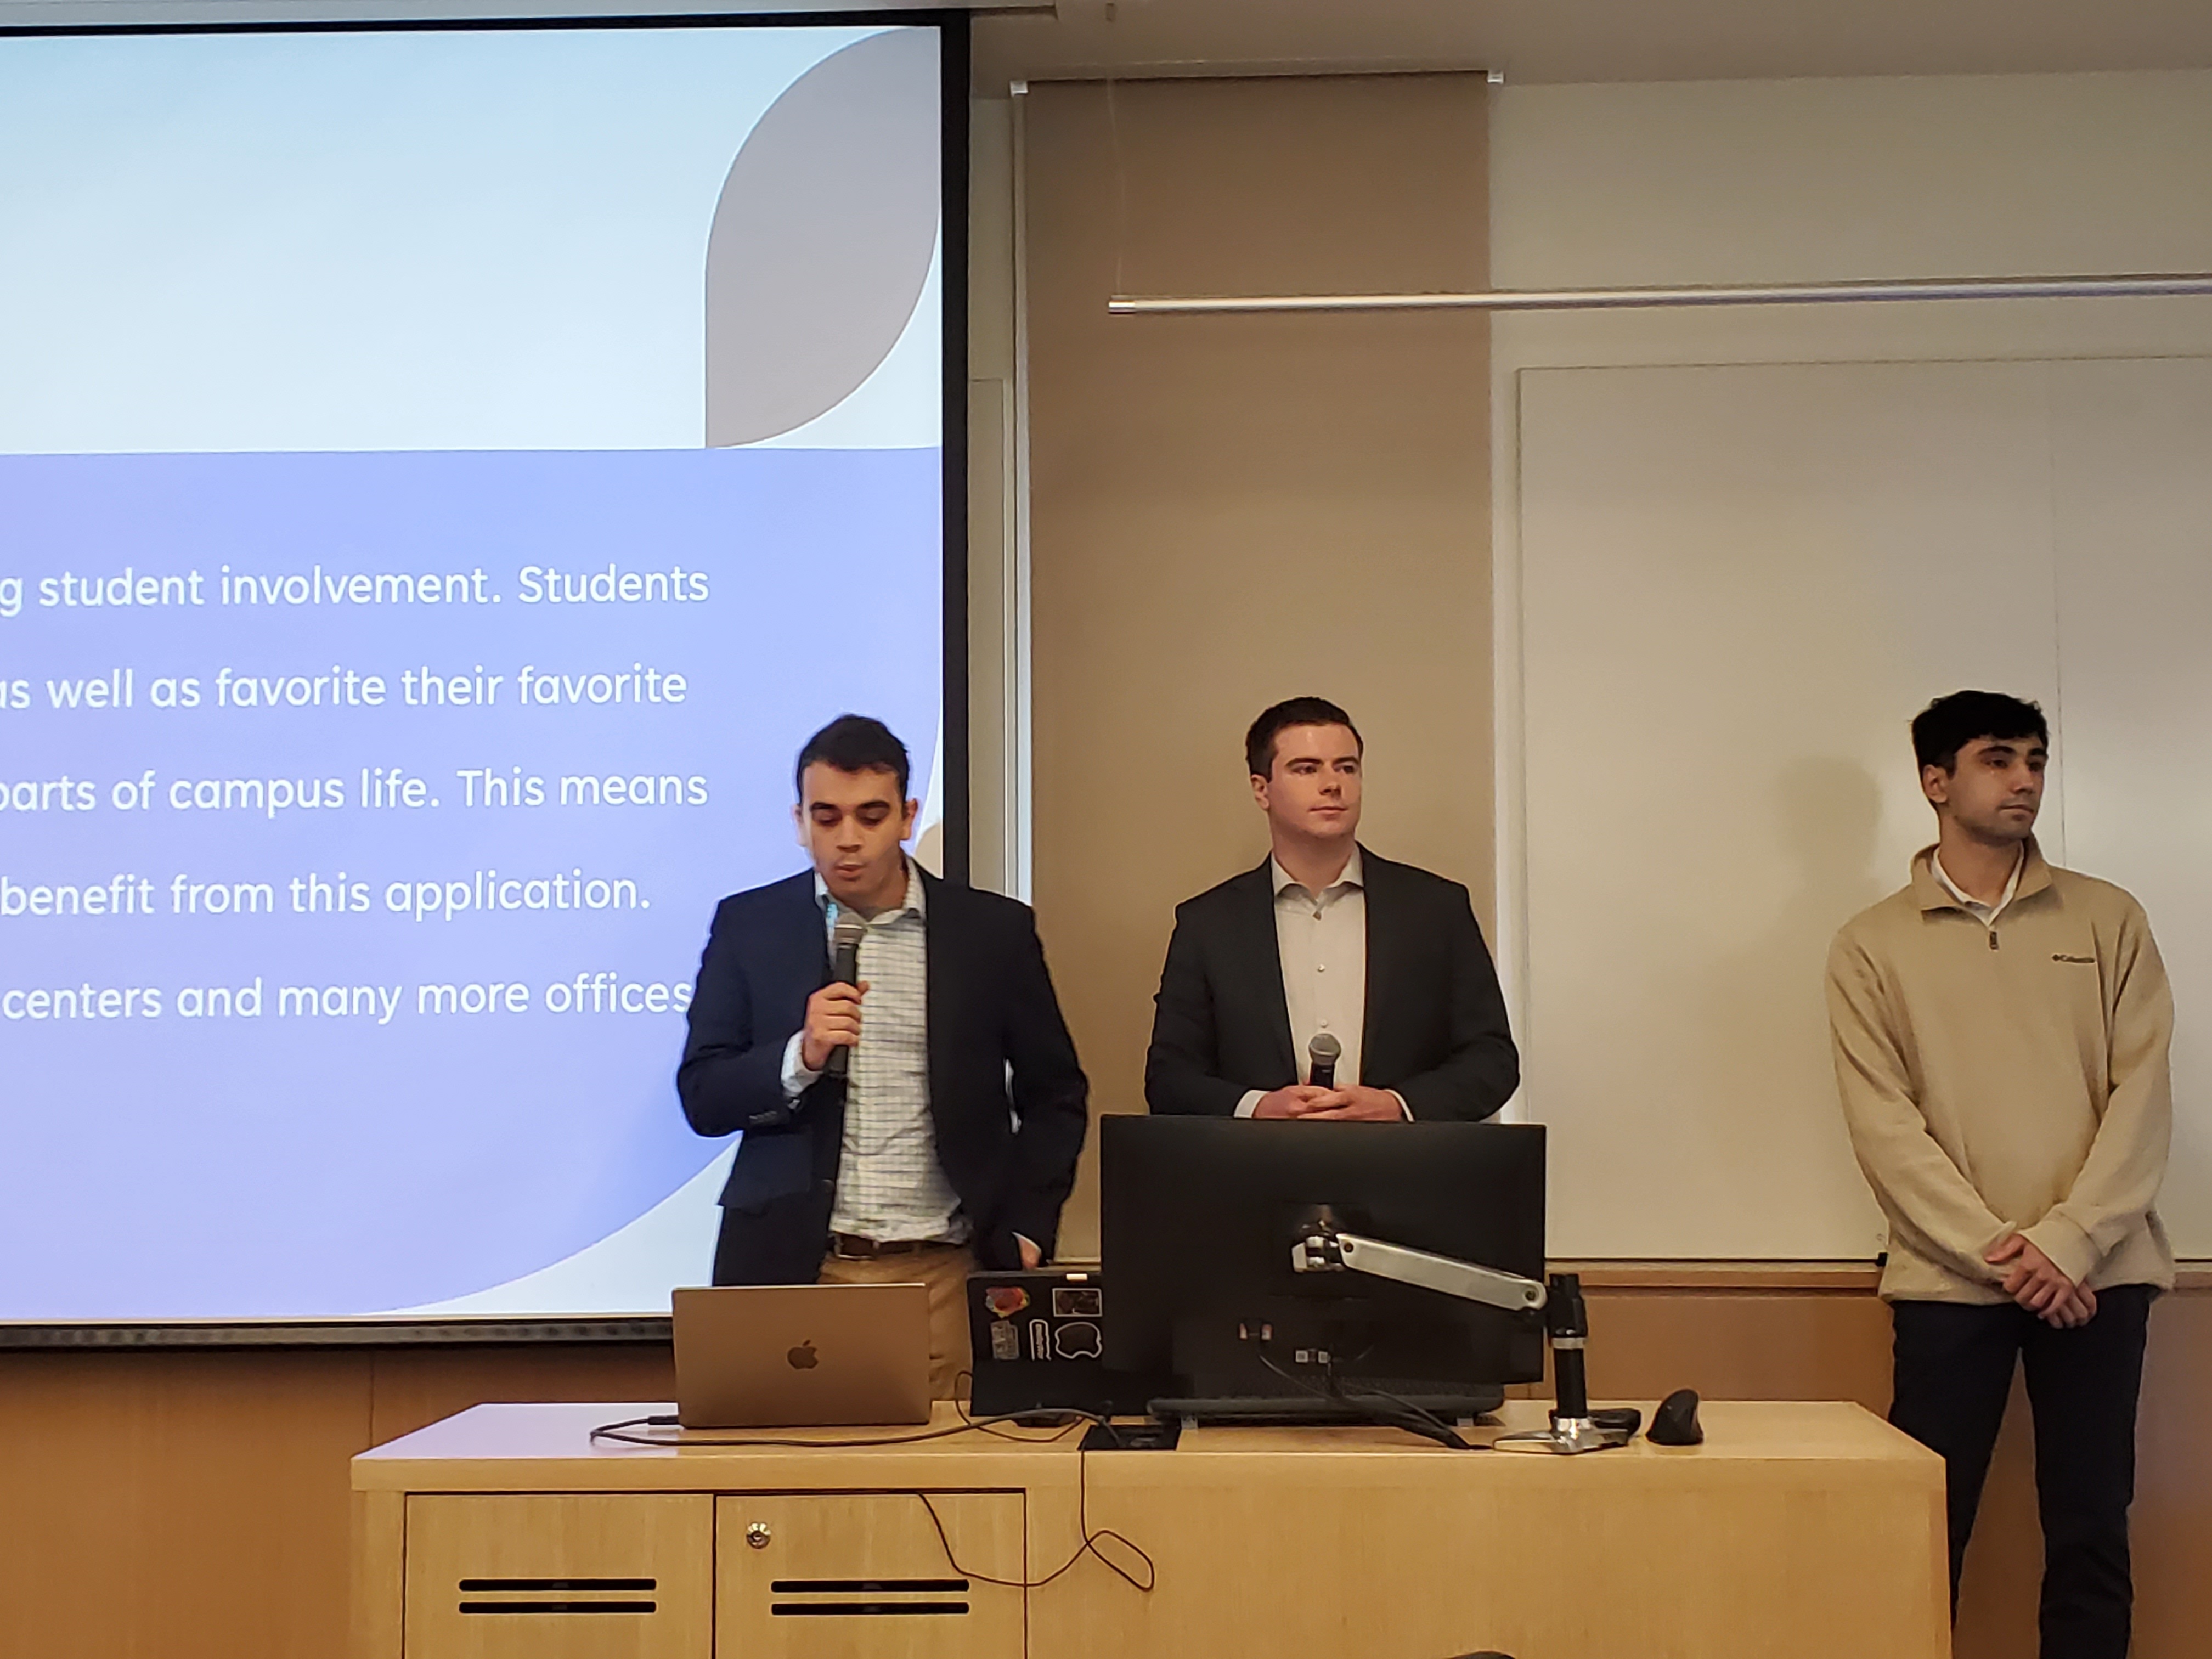 g student involvement. Students
as well as favorite their favorite
parts of campus life. This means
benefit from this application.
centers and many more offices
Columbia